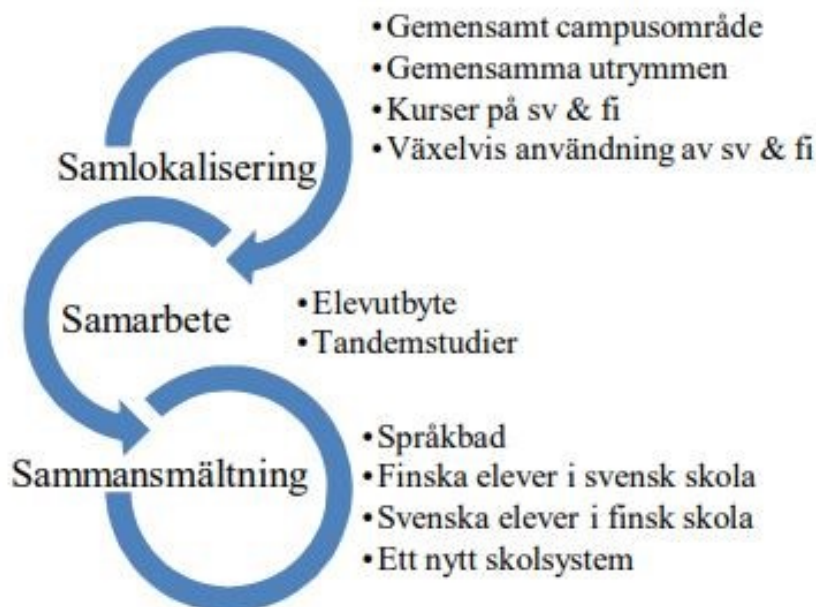 •Gemensamt campusområde
•Gemensamma utrymmen
•Kurser på sv & fi
•Växelvis användning av sv & fi
Samlokalisering
Samarbete
•Elevutbyte
•Tandemstudier
Sammansmältning
•Språkbad
•Finska elever i svensk skola
•Svenska elever i finsk skola
•Ett nytt skolsystem